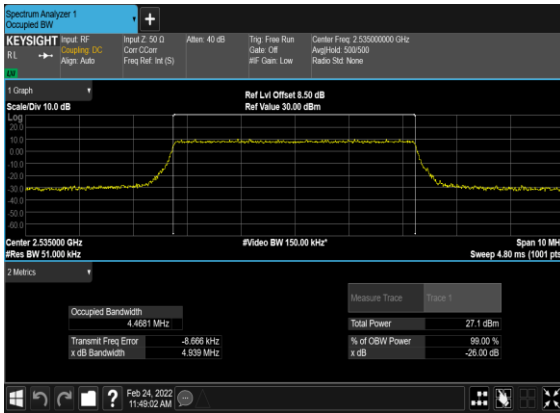 Spectrum Analyzer 1
Occupied BW
+
KEYSIGHT Input: RF Input Z: 50 Ω Atten: 40 dB Trig: Free Run Center Freq: 2.535000000 GHz
RL Coupling: DC Corr CCorr Gate: Off Avg|Hold: 500/500
Align: Auto Freq Ref: Int (S) #IF Gain: Low Radio Std: None
1 Graph
Ref Lvl Offset 8.50 dB
Scale/Div 10.0 dB Ref Value 30.00 dBm
Log
20.0
10.0
0.00
-10.0
-20.0
-30.0
-40.0
-50.0
-60.0
Center 2.535000 GHz #Video BW 150.00 kHz* Span 10 MH
#Res BW 51.000 kHz Sweep 4.80 ms (1001 pts
2 Metrics
Measure Trace Trace 1
Occupied Bandwidth
4.4681 MHz Total Power 27.1 dBm
Transmit Freq Error -8.666 kHz % of OBW Power 99.00 %
x dB Bandwidth 4.939 MHz x dB -26.00 dB
? Feb 24, 2022
11:49:02 AM